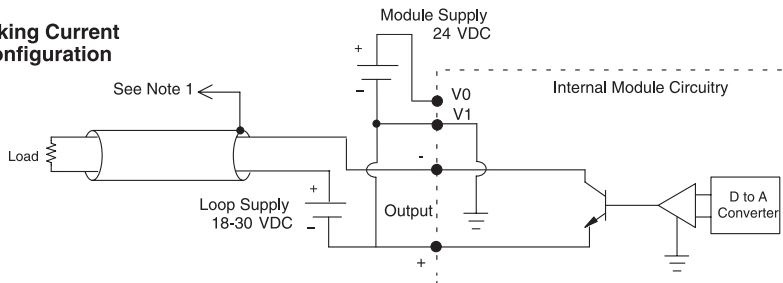 king Current
onfiguration
Module Supply
24 VDC
+
−
See Note 1
Internal Module Circuitry
V0
V1
Load
-
+
Loop Supply
18-30 VDC
−
Output
+
D to A
Converter